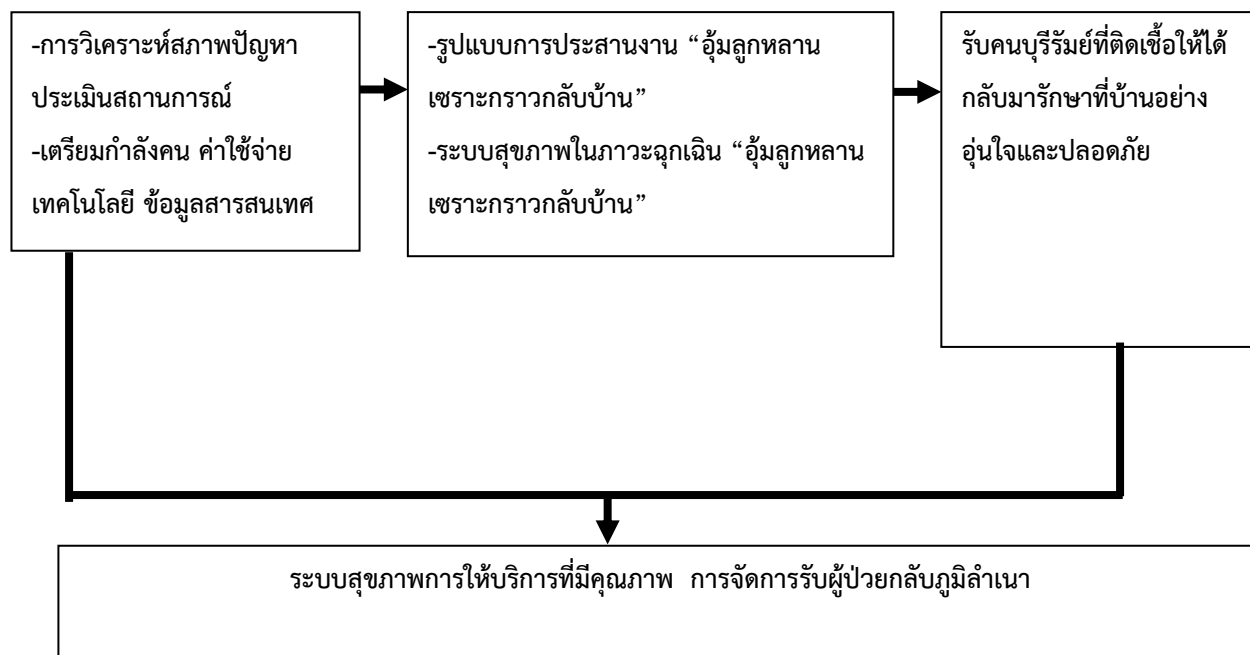 -การวิเคราะห์สภาพปัญหา
ประเมินสถานการณ์
-เตรียมกำลังคน ค่าใช้จ่าย
เทคโนโลยี ข้อมูลสารสนเทศ
-รูปแบบการประสานงาน “อุ้มลูกหลาน
เซราะกราวกลับบ้าน”
-ระบบสุขภาพในภาวะฉุกเฉิน “อุ้มลูกหลาน
เซราะกราวกลับบ้าน”
รับคนบุรีรัมย์ที่ติดเชื้อให้ได้
กลับมารักษาที่บ้านอย่าง
อุ่นใจและปลอดภัย
ระบบสุขภาพการให้บริการที่มีคุณภาพ การจัดการรับผู้ป่วยกลับภูมิลำเนา